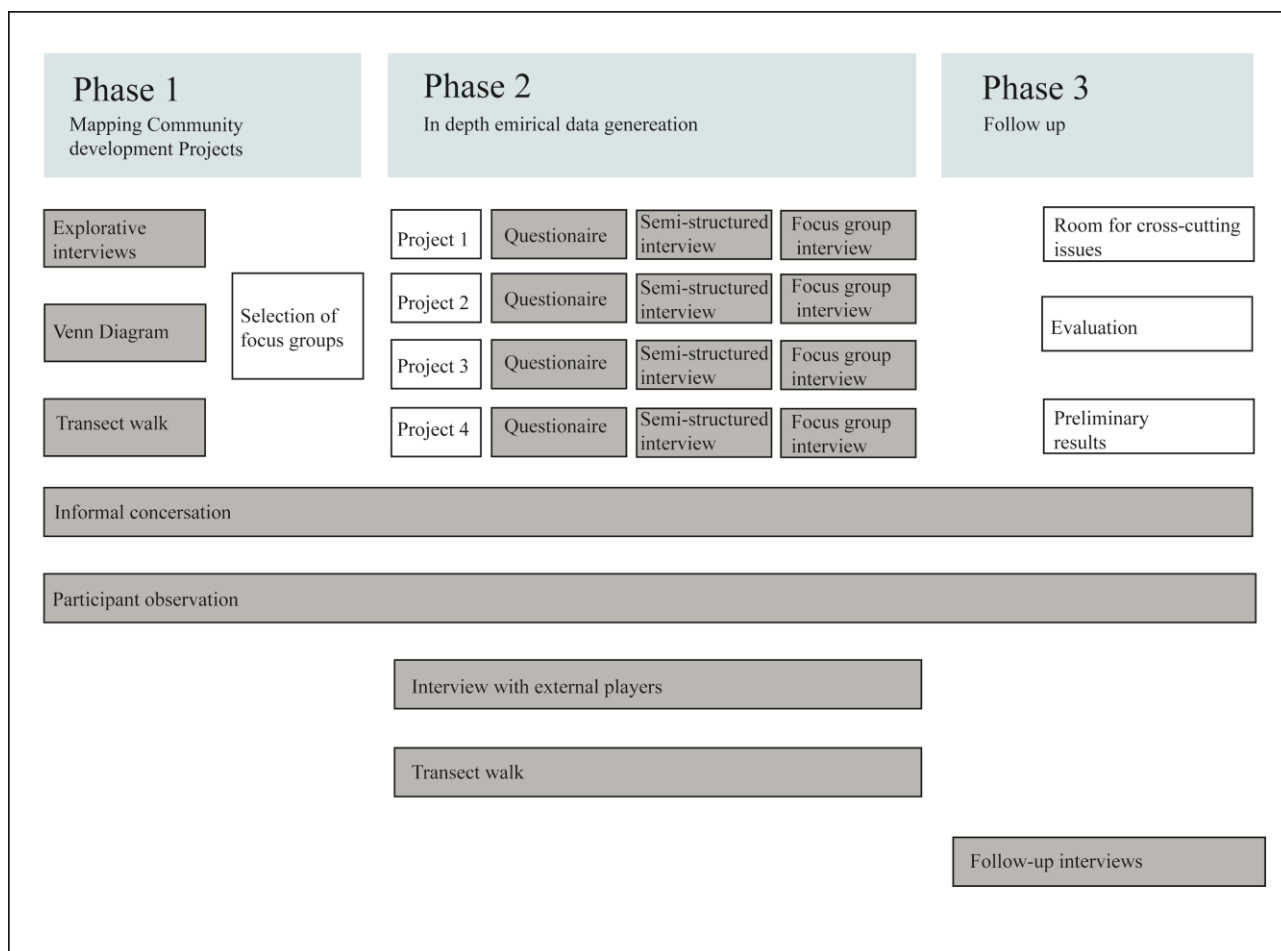 Phase 1
Mapping Community
development Projects
Phase 2
In depth emirical data genereation
Phase 3
Follow up
Explorative
interviews
Venn Diagram
Transect walk
Selection of
focus groups
Project 1
Questionaire
Semi-structured
interview
Focus group
interview
Project 2
Questionaire
Semi-structured
interview
Focus group
interview
Project 3
Questionaire
Semi-structured
interview
Focus group
interview
Project 4
Questionaire
Semi-structured
interview
Focus group
interview
Room for cross-cutting
issues
Evaluation
Preliminary
results
Informal concersation
Participant observation
Interview with external players
Transect walk
Follow-up interviews